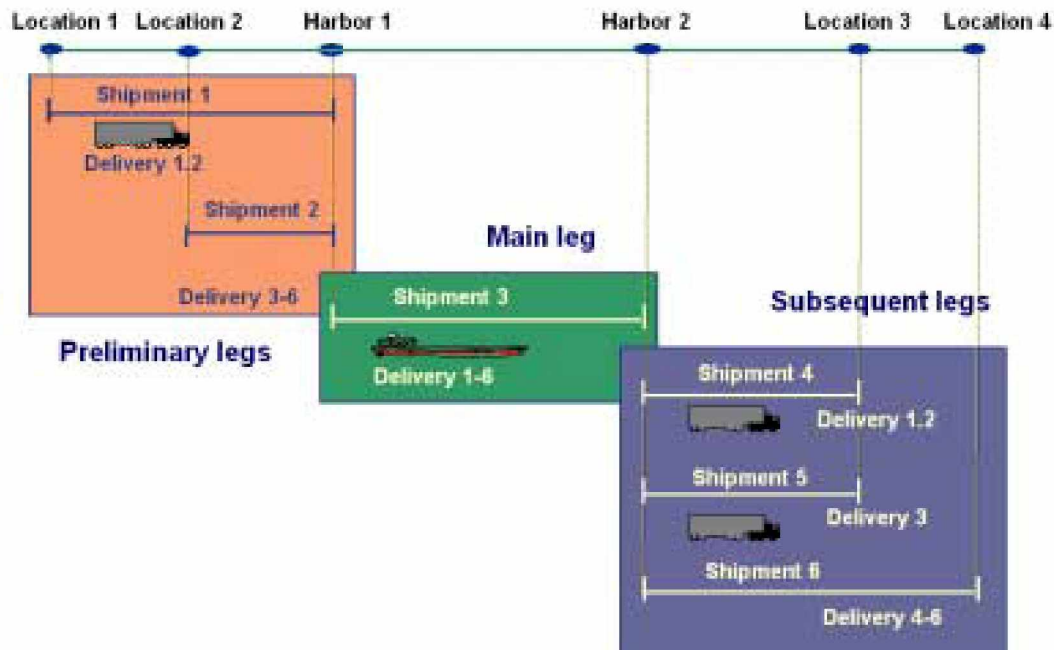 Location 1 Location 2 Harbor 1 Harbor 2 Location 3 Location 4
Shipment 1
Delivery 1.2
Shipment 2
Delivery 3-6
Preliminary legs
Main leg
Shipment 3
Delivery 1-6
Subsequent legs
Shipment 4
Delivery 1.2
Shipment 5
Delivery 3
Shipment 6
Delivery 4-6